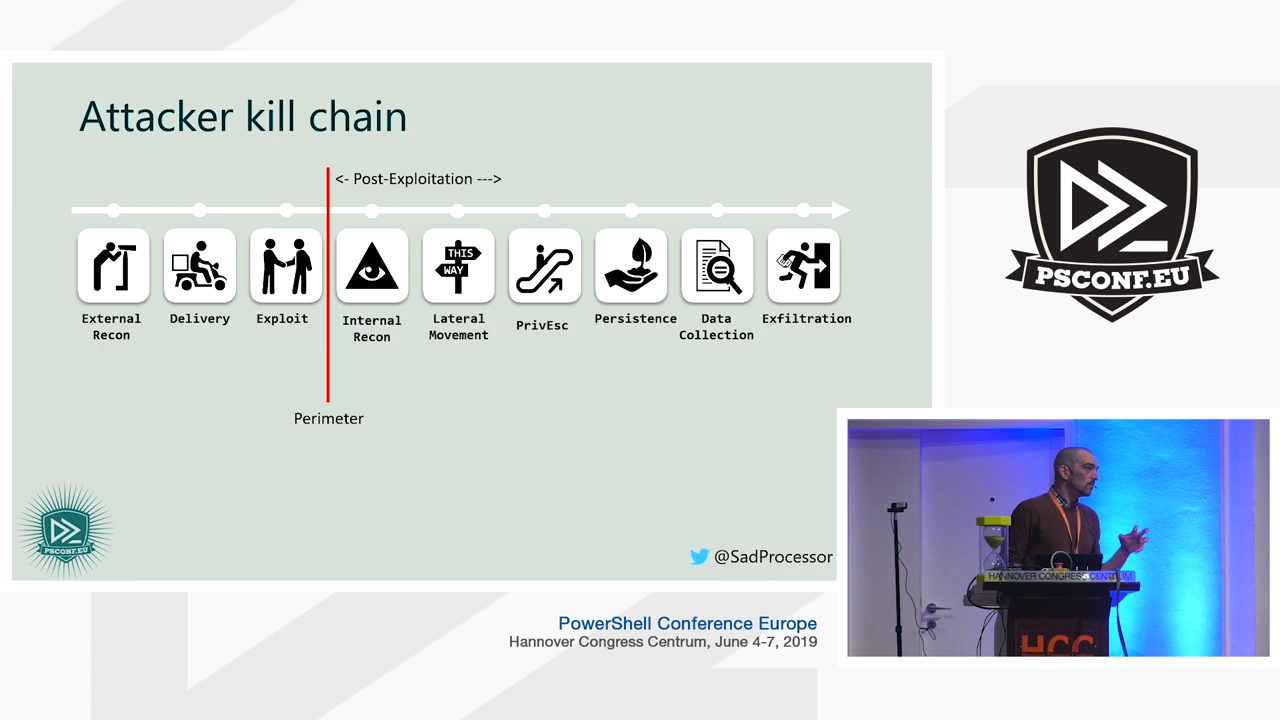 Attacker kill chain
<- Post-Exploitation --->
THIS
WAY
External
Recon
Delivery
Exploit
Internal
Recon
Lateral
Movement
PrivEsc
Persistence
Data
Collection
Exfiltration
Perimeter
PSCONF.EU
@SadProcessor
PSCONF.EU
HANNOVER CONGRESS CENTRUM
HCC
PowerShell Conference Europe
Hannover Congress Centrum, June 4-7, 2019